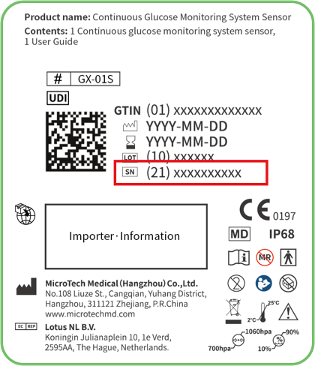 Product name: Continuous Glucose Monitoring System Sensor
Contents: 1 Continuous glucose monitoring system sensor,
1 User Guide
# GX-01S
UDI
GTIN (01) xxxxxxxxxxxxx
YYYY-MM-DD
YYYY-MM-DD
LOT (10) xxxxxx
SN (21) xxxxxxxxxx
Importer·Information
CE 0197
MD IP68
MR
MicroTech Medical (Hangzhou) Co.,Ltd.
No.108 Liuze St., Cangqian, Yuhang District,
Hangzhou, 311121 Zhejiang, P.R.China
www.microtechmd.com
2°C 25°C
EC REP Lotus NL B.V.
Koningin Julianaplein 10, 1e Verd,
2595AA, The Hague, Netherlands.
700hpa 1060hpa
10% 90%